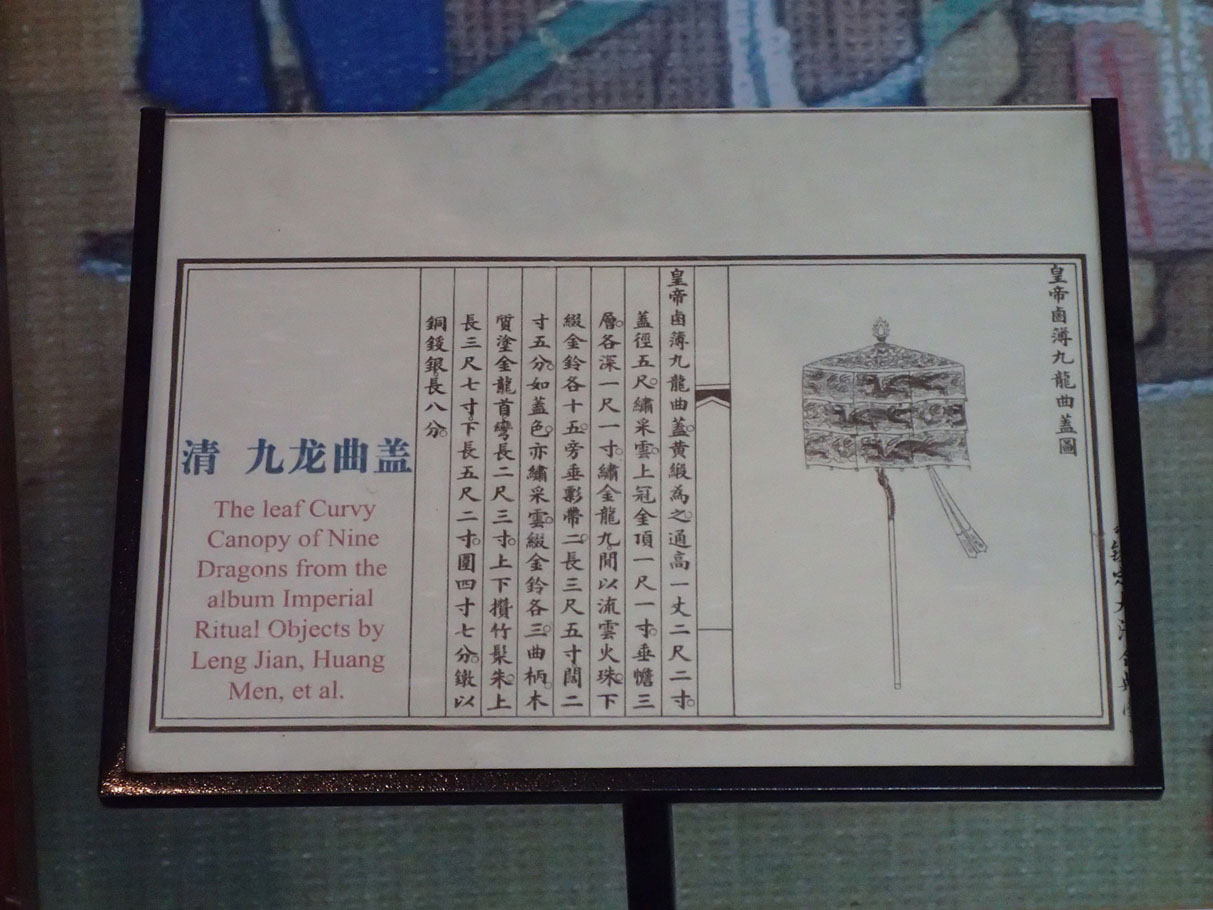 皇帝鹵薄九龍曲蓋圖
皇帝鹵簿九龍曲蓋黃緞為之通高一丈二尺二寸
蓋徑五尺繡采雲上冠金頂一尺一寸垂幨三
層各深一尺一寸繡金龍九間以流雲火珠下
綴金鈴各十五旁垂彩帶二長三尺五寸闊二
寸五分如蓋色亦繡采雲綴金鈴各三曲柄木
質塗金龍首彎長二尺三寸上下攢竹髹朱上
長三尺七寸下長五尺二寸圍四寸七分鐓以
銅鋄銀長八分
清 九龙曲盖
The leaf Curvy
Canopy of Nine
Dragons from the
album Imperial
Ritual Objects by
Leng Jian, Huang
Men, et al.